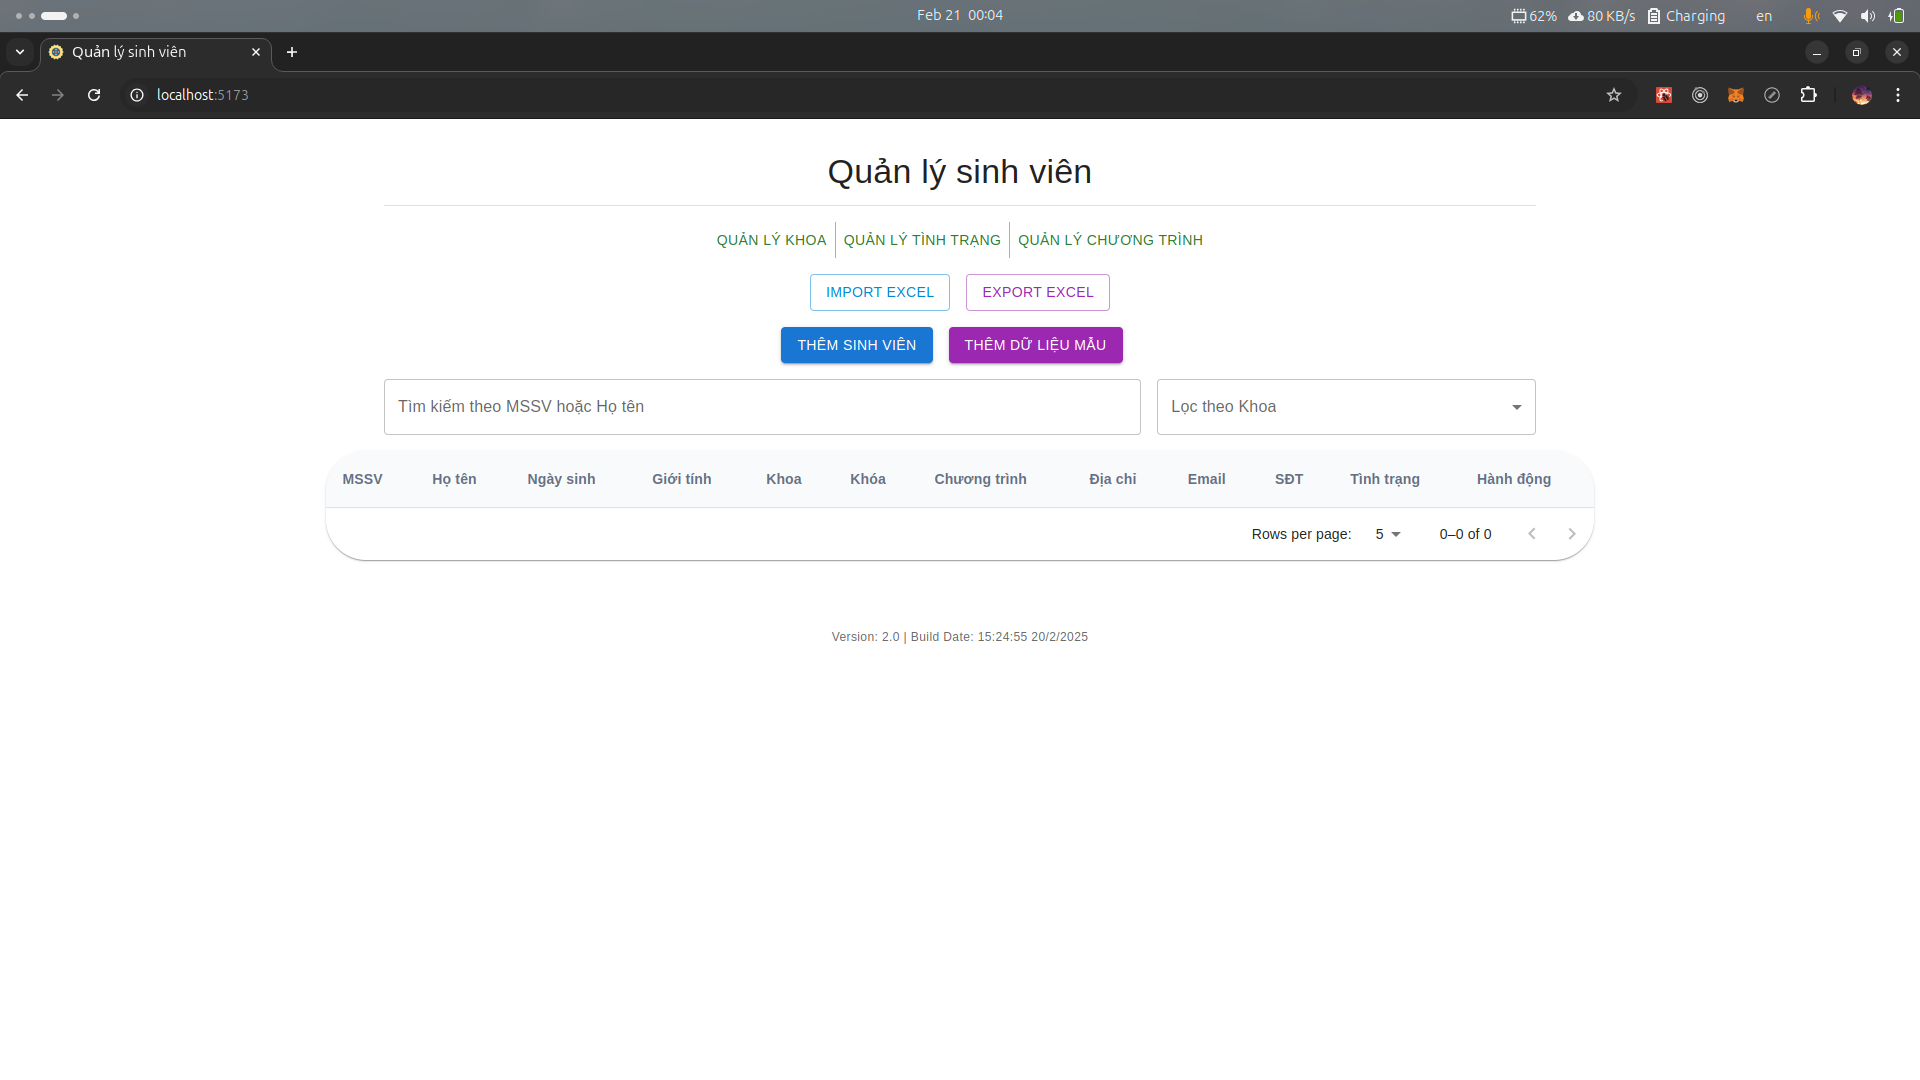 Feb 21 00:04
62% 80 KB/s Charging en
Quản lý sinh viên
localhost:5173
Quản lý sinh viên
QUẢN LÝ KHOA QUẢN LÝ TÌNH TRẠNG QUẢN LÝ CHƯƠNG TRÌNH
IMPORT EXCEL EXPORT EXCEL
THÊM SINH VIÊN THÊM DỮ LIỆU MẪU
Tìm kiếm theo MSSV hoặc Họ tên Lọc theo Khoa
MSSV Họ tên Ngày sinh Giới tính Khoa Khóa Chương trình Địa chỉ Email SĐT Tình trạng Hành động
Rows per page: 5 0–0 of 0
Version: 2.0 | Build Date: 15:24:55 20/2/2025